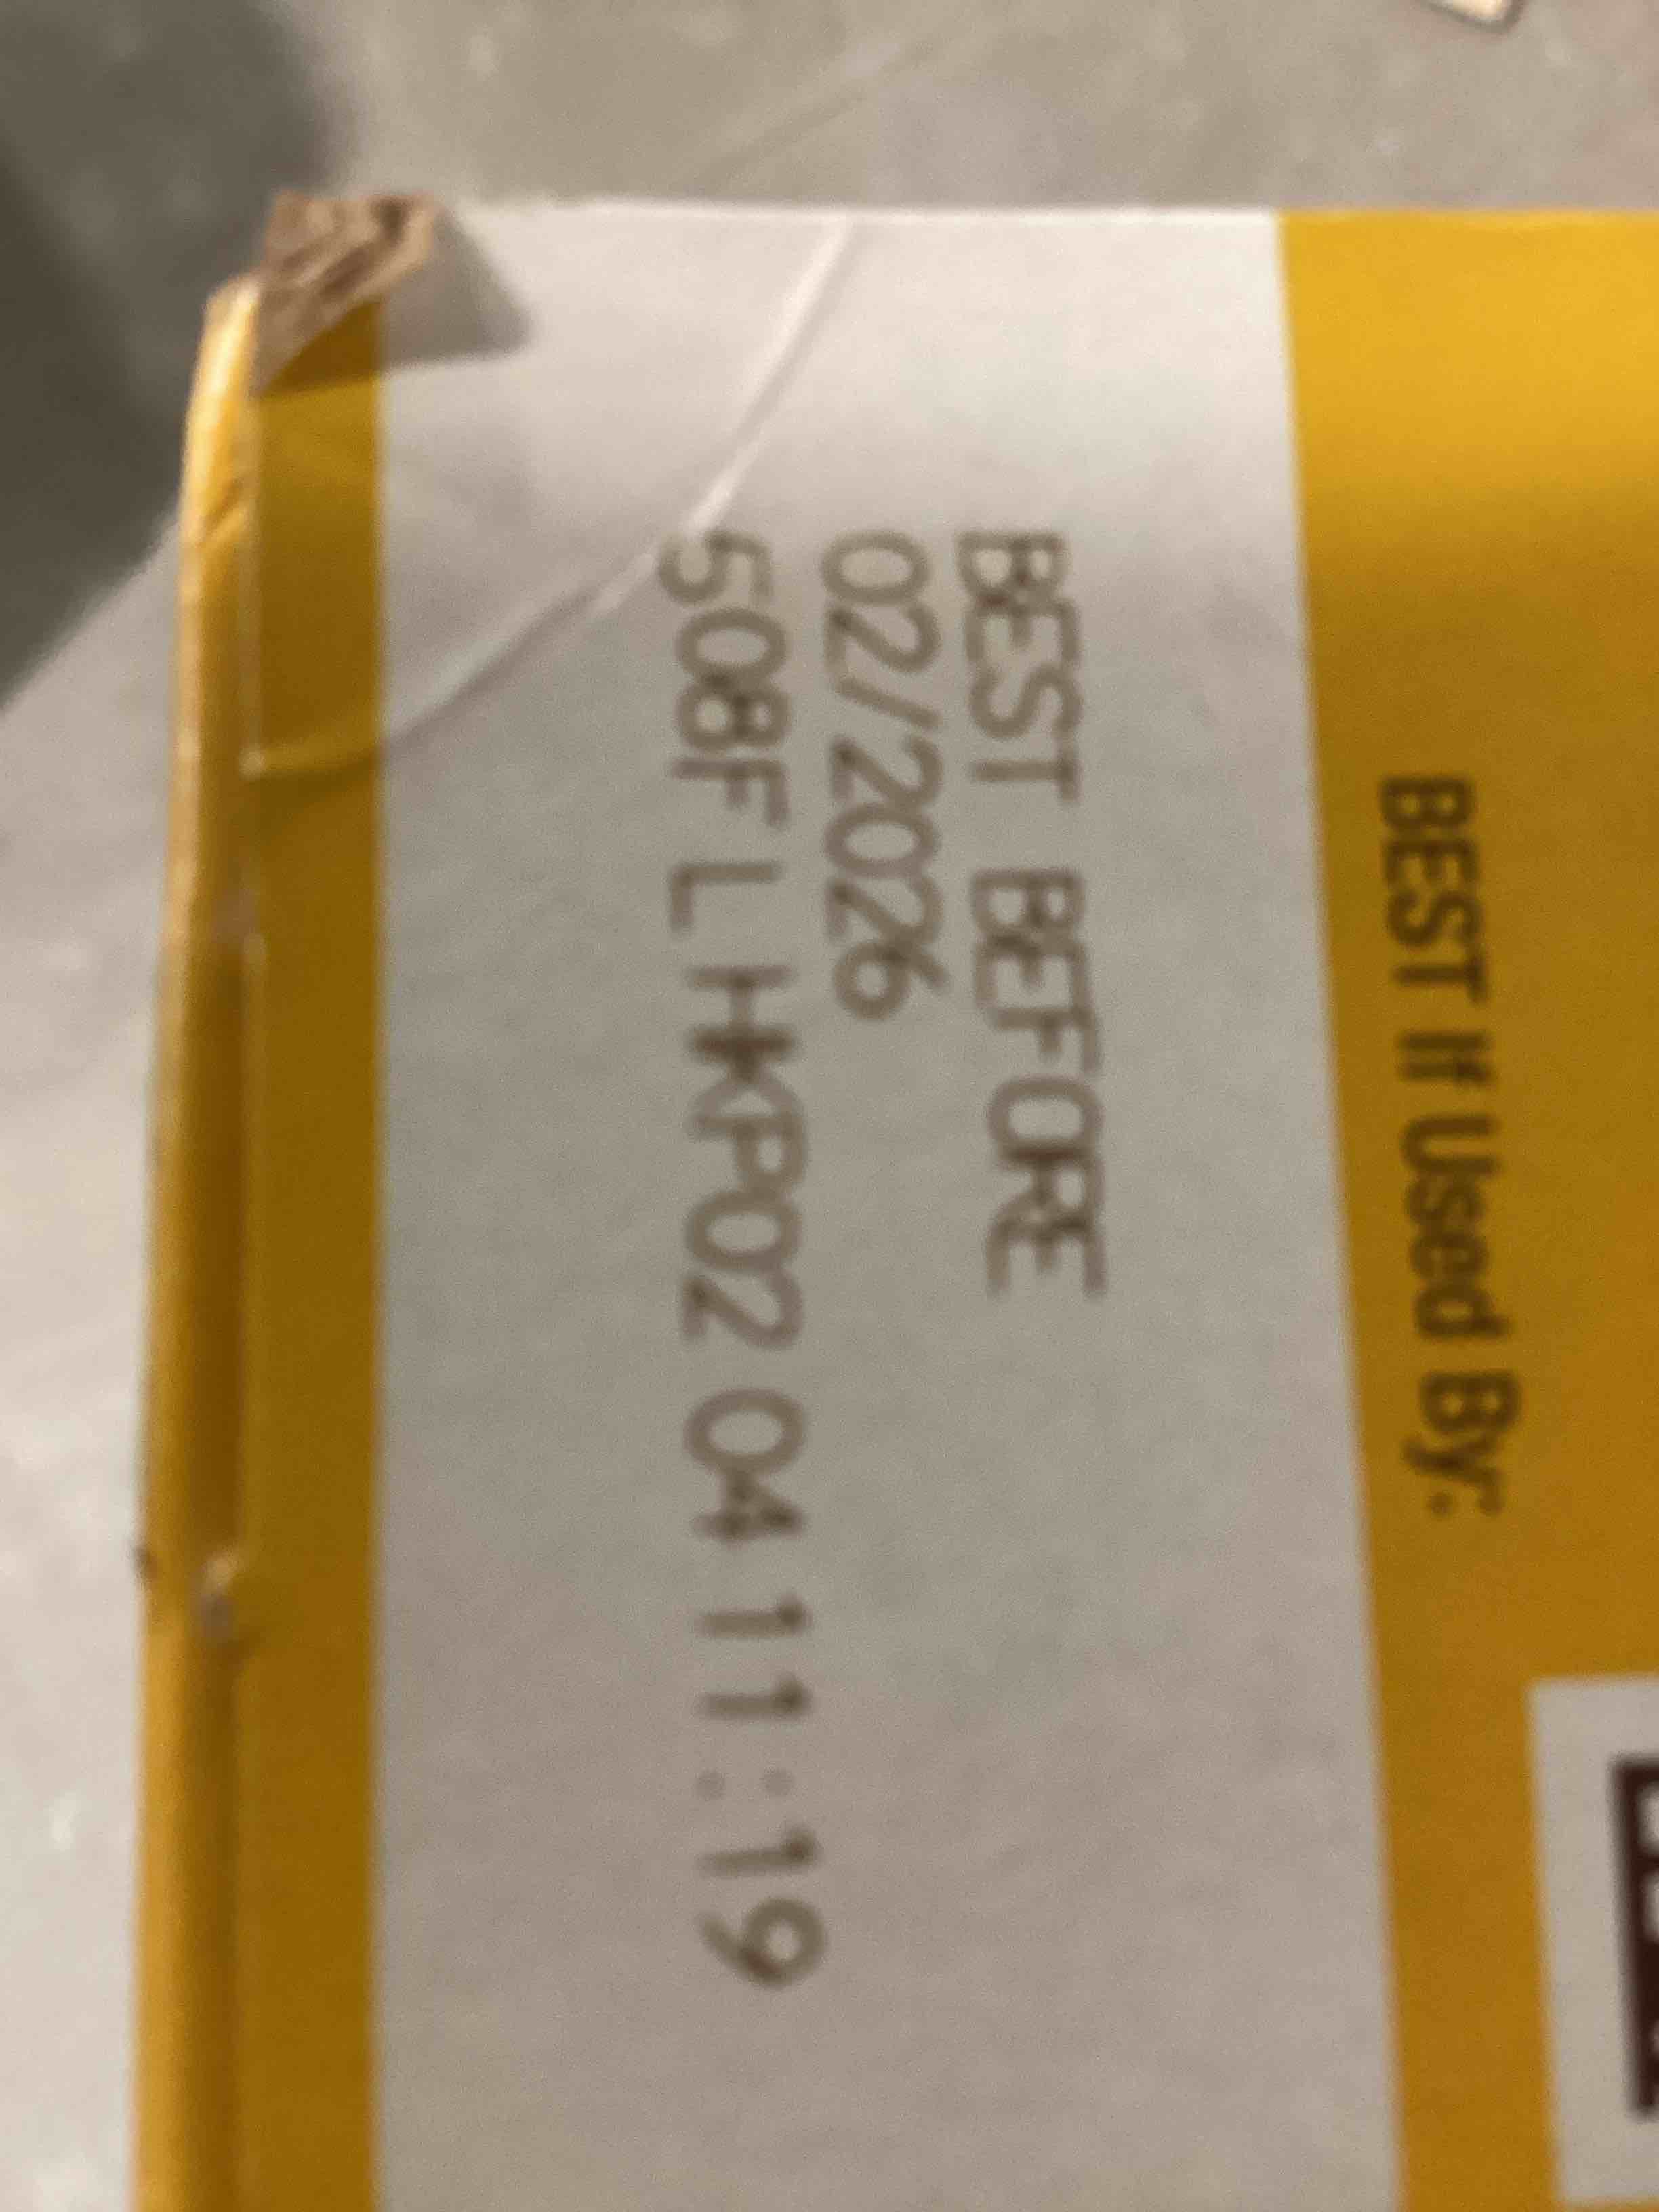 BEST If Used By:
BEST BEFORE
02/2026
508F L HKP02 04 11:19